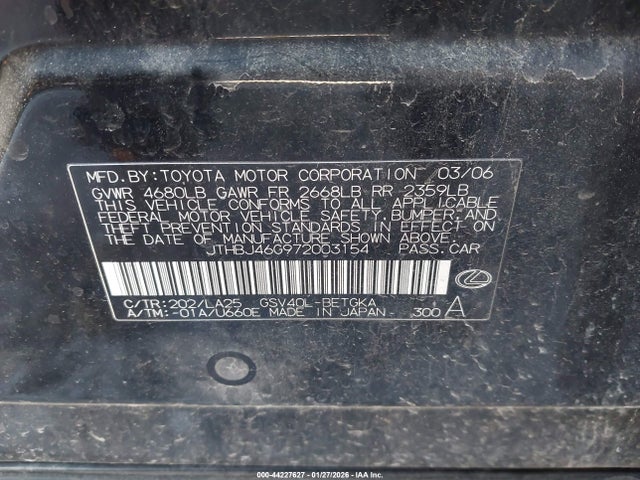 MFD.BY:TOYOTA MOTOR CORPORATION 03/06
GVWR 4680LB GAWR FR 2668LB RR 2359LB
THIS VEHICLE CONFORMS TO ALL APPLICABLE
FEDERAL MOTOR VEHICLE SAFETY, BUMPER, AND
THEFT PREVENTION STANDARDS IN EFFECT ON
THE DATE OF MANUFACTURE SHOWN ABOVE.
JTHBJ46G972003154 PASS.CAR
C/TR:202/LA25 GSV40L-BETGKA
A/TM:-01A/U660E MADE IN JAPAN. 300 A
000-44227627 - 01/27/2026 - IAA Inc.